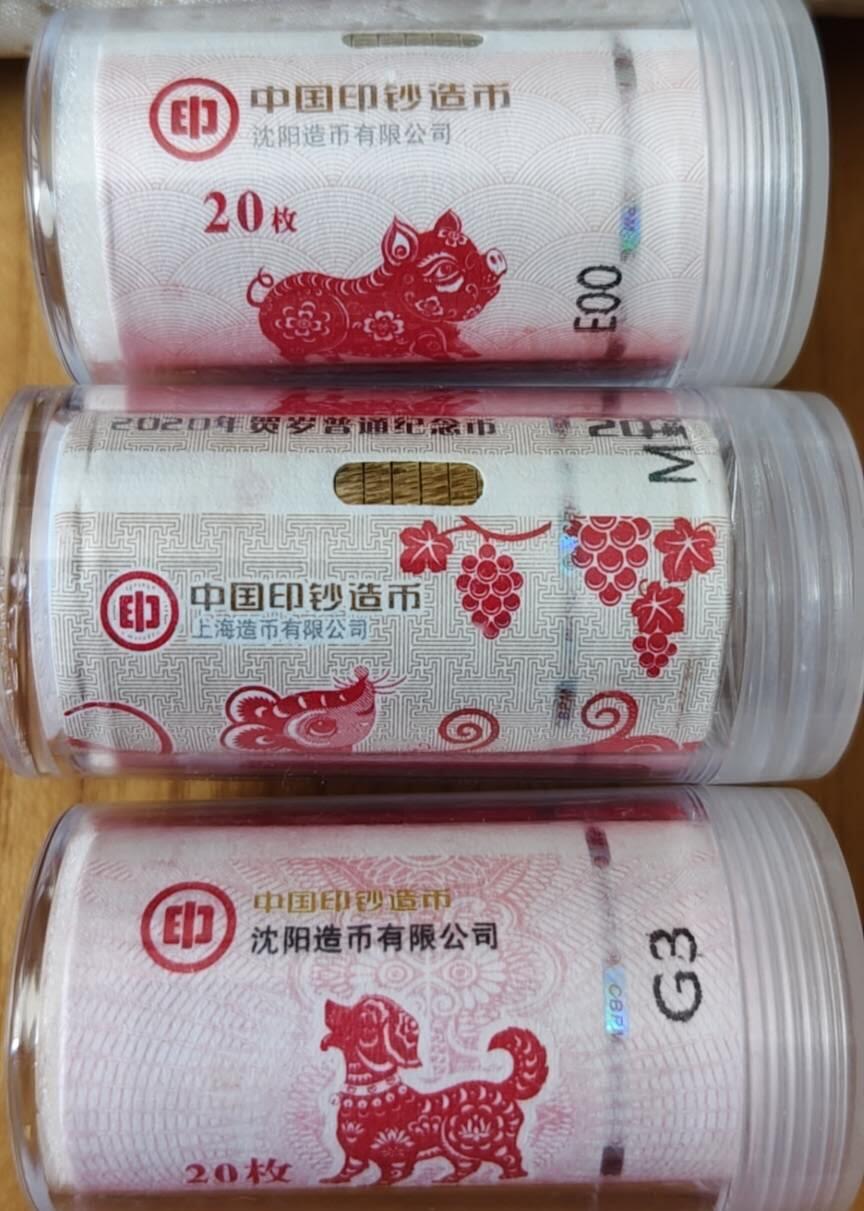 印 中国印钞造币
沈阳造币有限公司
20枚
E00
2020年贺岁普通纪念币
印 中国印钞造币
上海造币有限公司
印 中国印钞造币
沈阳造币有限公司
G3
20枚